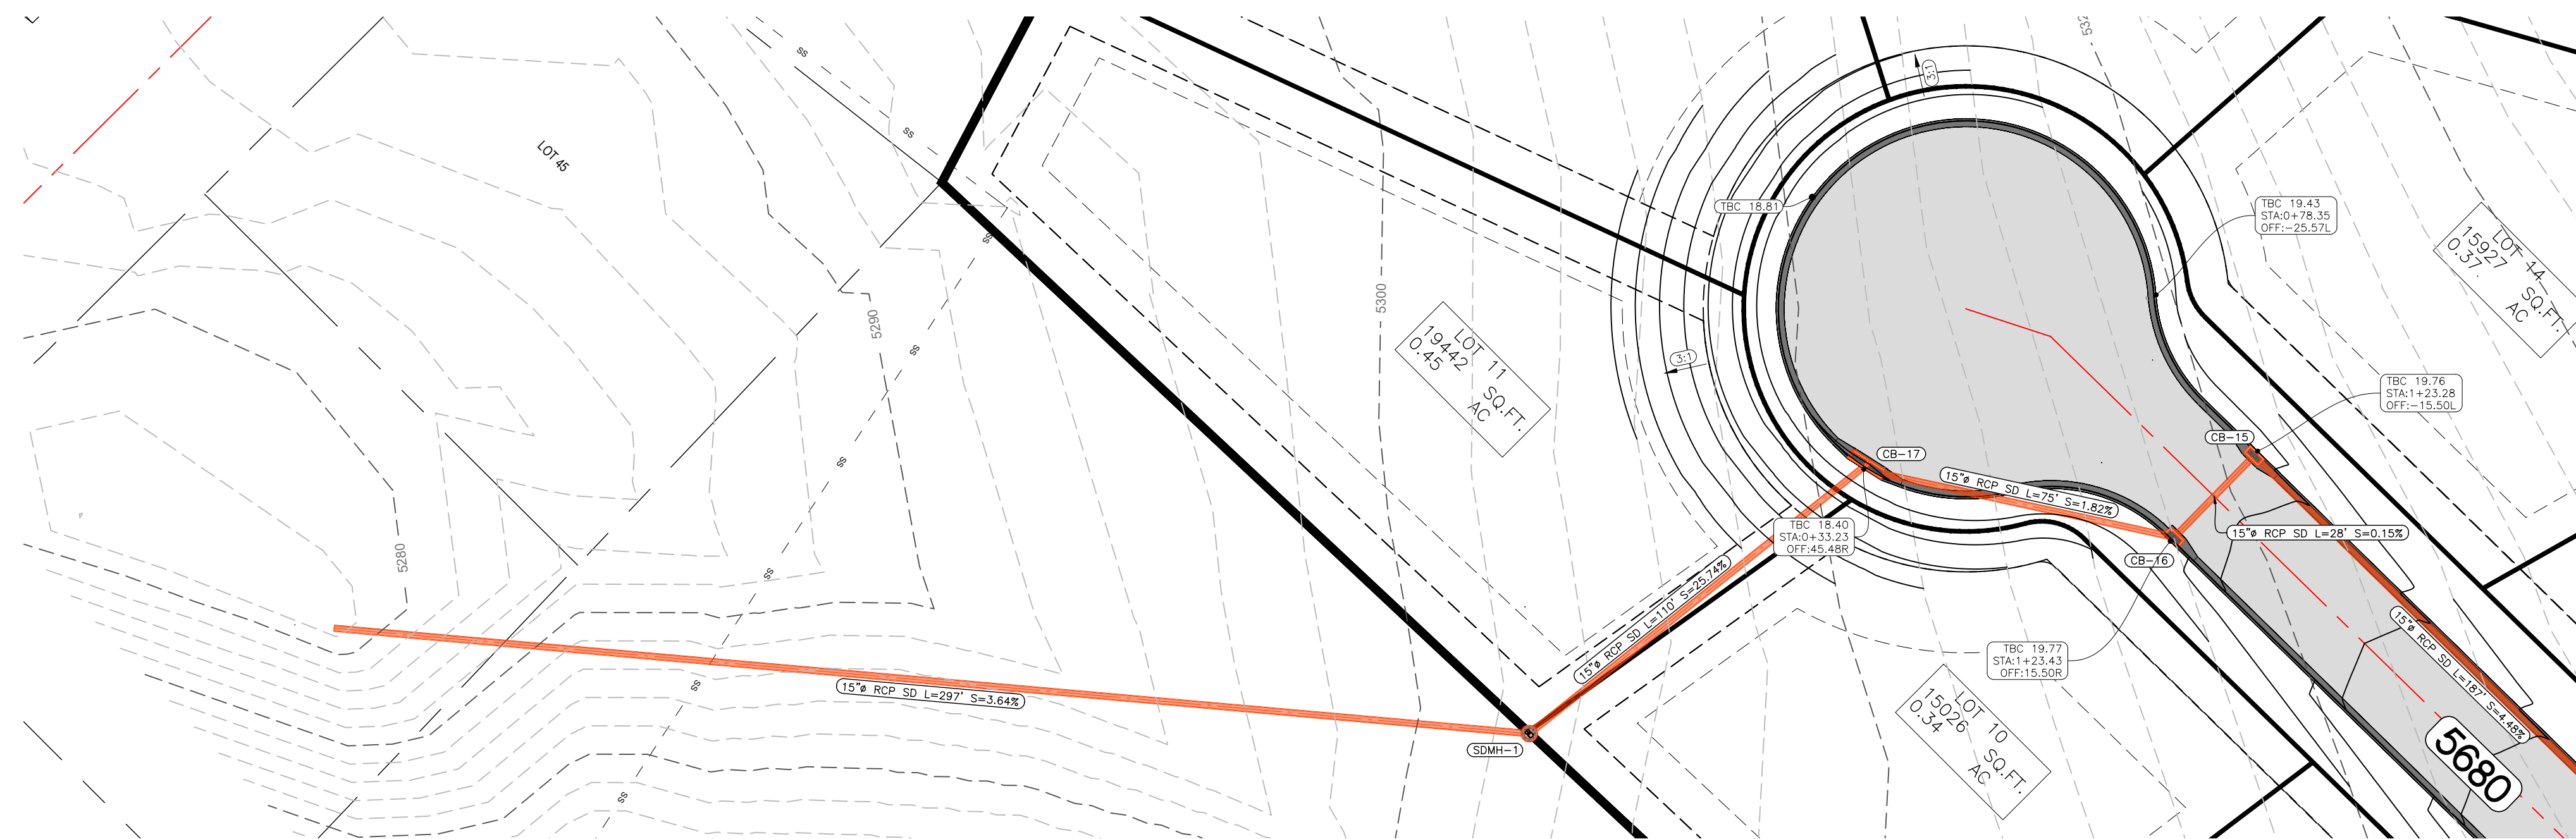 LOT 45
SS
SS
SS
SS
SS
SS
SS
SS
5290
5280
5300
3:1
3:1
TBC 18.81
TBC 19.43
STA:0+78.35
OFF:-25.57L
LOT 14
15927 SQ.FT.
0.37 AC
LOT 11
19442 SQ.FT.
0.45 AC
TBC 19.76
STA:1+23.28
OFF:-15.50L
CB-15
CB-17
15"ø RCP SD L=75' S=1.82%
TBC 18.40
STA:0+33.23
OFF:45.48R
15"ø RCP SD L=28' S=0.15%
CB-16
15"ø RCP SD L=110' S=25.74%
TBC 19.77
STA:1+23.43
OFF:15.50R
15"ø RCP SD L=187' S=4.48%
15"ø RCP SD L=297' S=3.64%
SDMH-1
LOT 10
15026 SQ.FT.
0.34 AC
5680